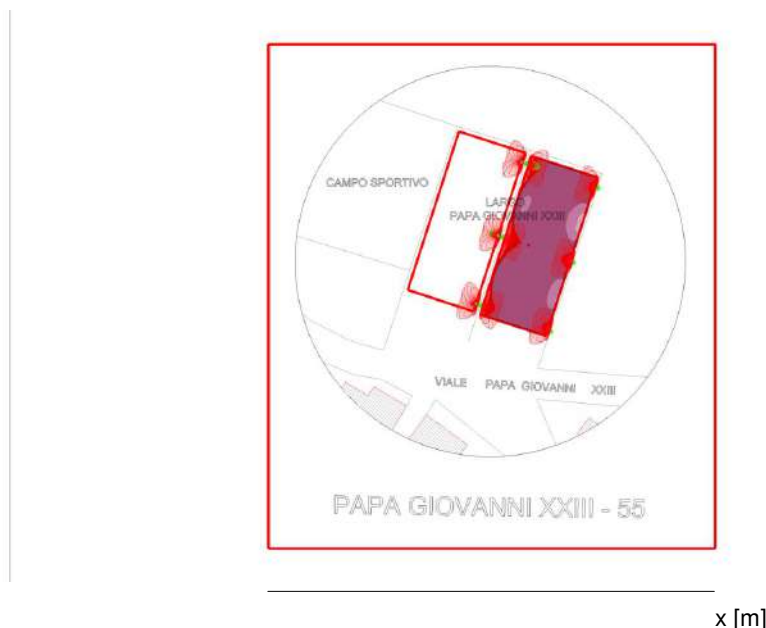 CAMPO SPORTIVO
LARGO
PAPA GIOVANNI XXIII
VIALE PAPA GIOVANNI XXIII
PAPA GIOVANNI XXIII - 55
x [m]